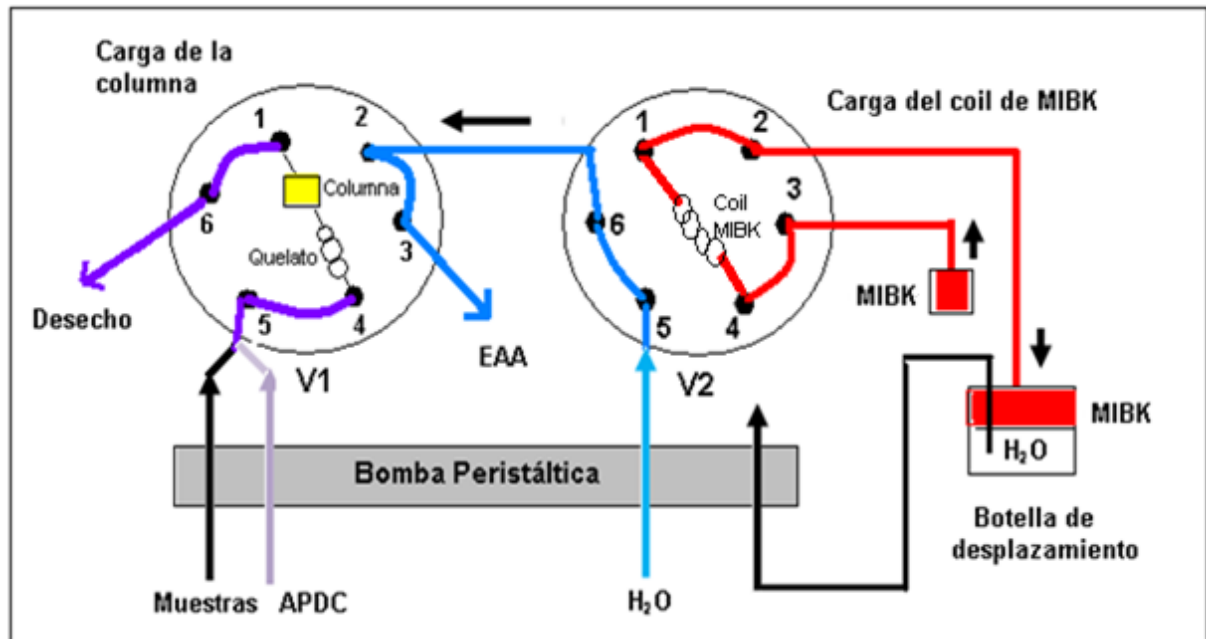 Carga de la
columna
1
2
Columna
6
3
Quelato
5
4
V1
Desecho
EAA
Carga del coil de MIBK
1
2
3
Coil
MIBK
6
5
4
V2
MIBK
MIBK
H₂O
Botella de
desplazamiento
Bomba Peristáltica
Muestras
APDC
H₂O